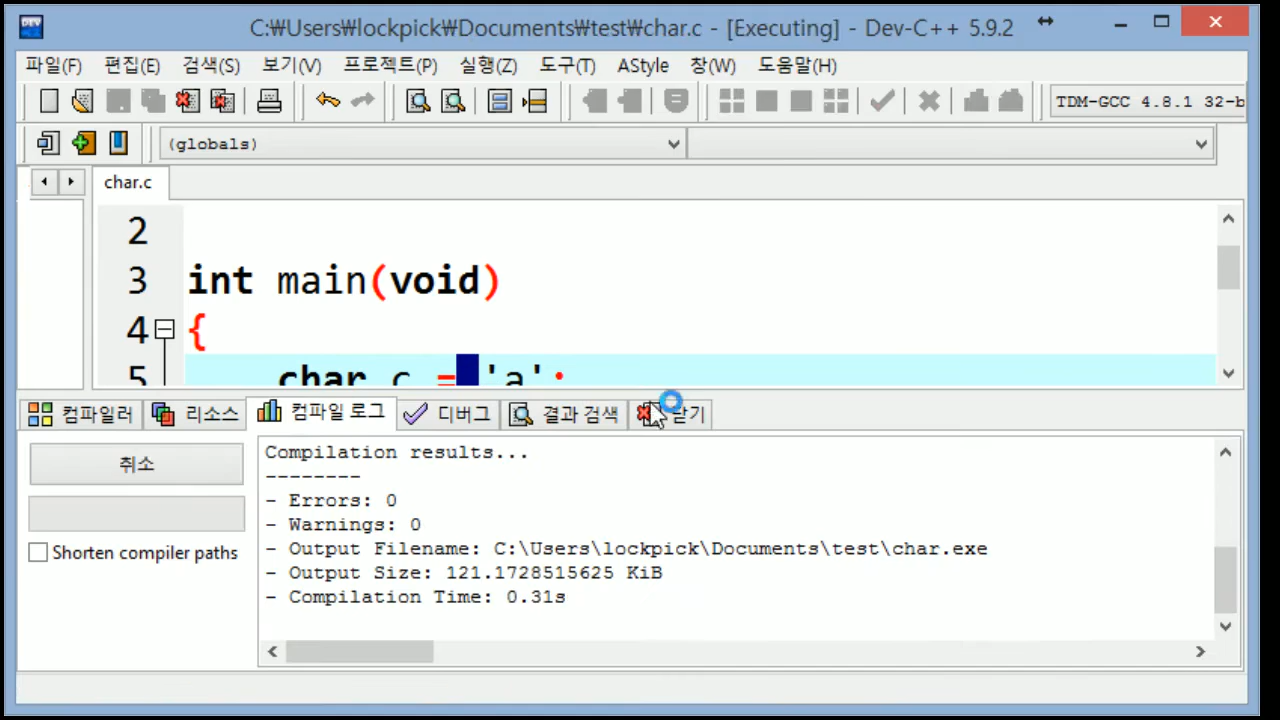 DEV
C:₩Users₩lockpick₩Documents₩test₩char.c - [Executing] - Dev-C++ 5.9.2
파일(F) 편집(E) 검색(S) 보기(V) 프로젝트(P) 실행(Z) 도구(T) AStyle 창(W) 도움말(H)
TDM-GCC 4.8.1 32-b
(globals)
char.c
2
3 int main(void)
4 {
5 char c = 'a';
컴파일러 리소스 컴파일 로그 디버그 결과 검색 닫기
취소
Shorten compiler paths
Compilation results...
--------
- Errors: 0
- Warnings: 0
- Output Filename: C:\Users\lockpick\Documents\test\char.exe
- Output Size: 121.1728515625 KiB
- Compilation Time: 0.31s